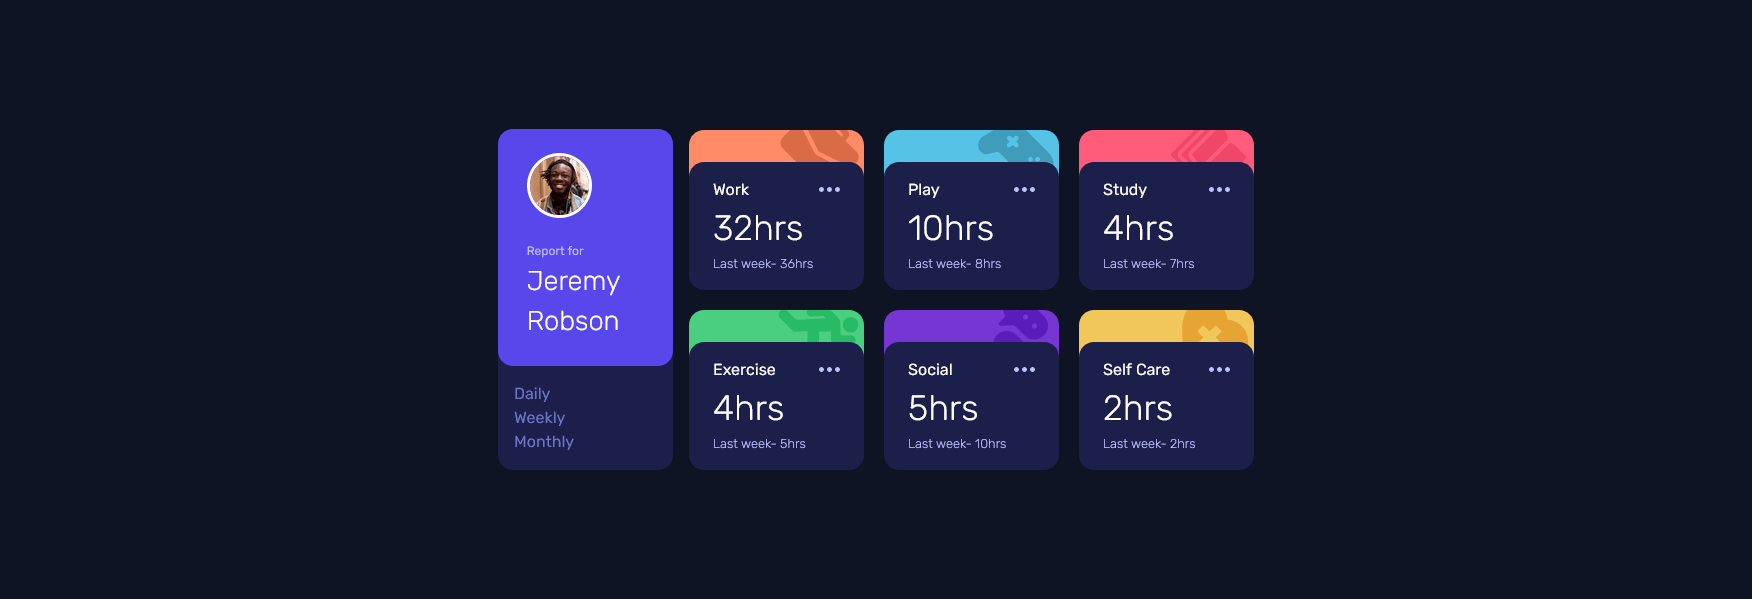 Report for
Jeremy
Robson
Daily
Weekly
Monthly
Work
32hrs
Last week- 36hrs
Play
10hrs
Last week- 8hrs
Study
4hrs
Last week- 7hrs
Exercise
4hrs
Last week- 5hrs
Social
5hrs
Last week- 10hrs
Self Care
2hrs
Last week- 2hrs